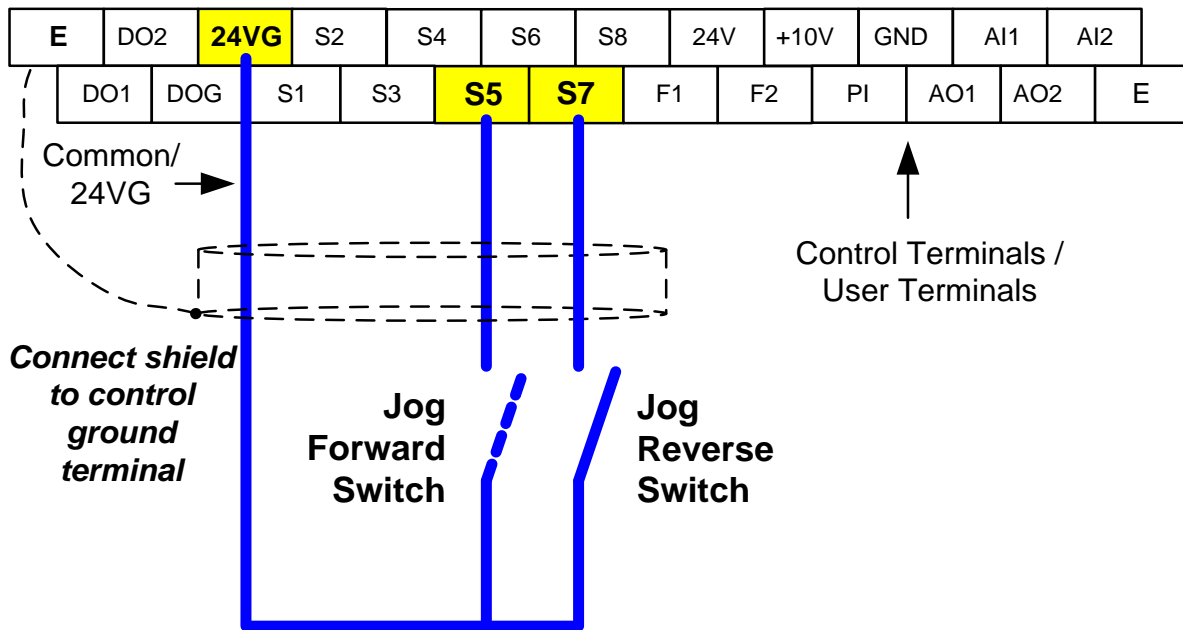 E DO2 24VG S2 S4 S6 S8 24V +10V GND AI1 AI2
DO1 DOG S1 S3 S5 S7 F1 F2 PI AO1 AO2 E
Common/
24VG
Control Terminals /
User Terminals
Connect shield
to control
ground
terminal
Jog
Forward
Switch
Jog
Reverse
Switch